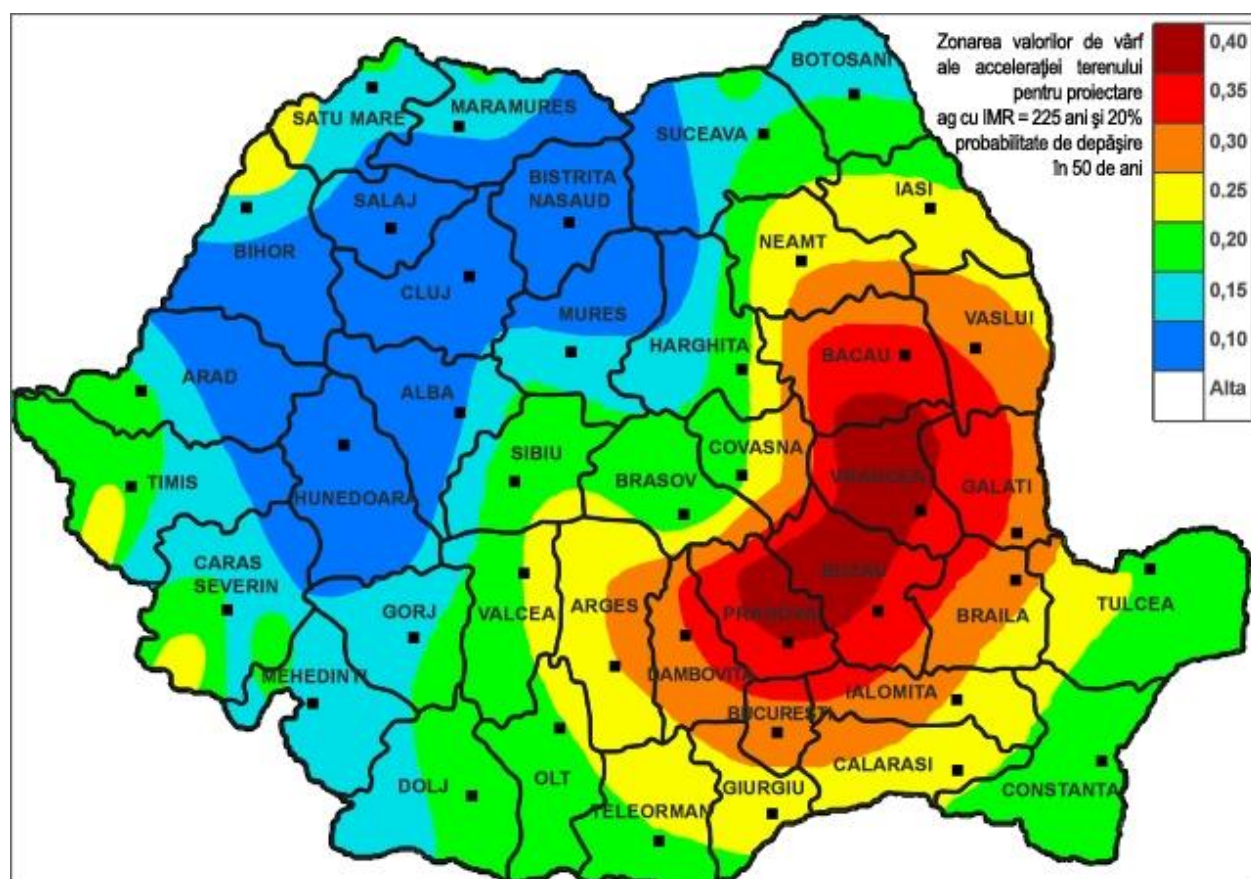 Zonarea valorilor de vârf
ale accelerației terenului
pentru proiectare
ag cu IMR = 225 ani și 20%
probabilitate de depășire
în 50 de ani
0,40
0,35
0,30
0.25
0,20
0,15
0,10
Alta
BOTOSANI
SATU MARE
MARAMURES
SUCEAVA
IASI
BISTRITA
NASAUD
SALAJ
NEAMT
BIHOR
CLUJ
MURES
VASLUI
HARGHITA
BACAU
ARAD
ALBA
SIBIU
COVASNA
BRASOV
VRANCEA
GALATI
TIMIS
HUNEDOARA
CARAS
SEVERIN
BUZAU
GORJ
VALCEA
ARGES
PRAHOVA
BRAILA
TULCEA
MEHEDINTI
DAMBOVITA
IALOMITA
BUCURESTI
DOLJ
OLT
GIURGIU
CALARASI
CONSTANTA
TELEORMAN